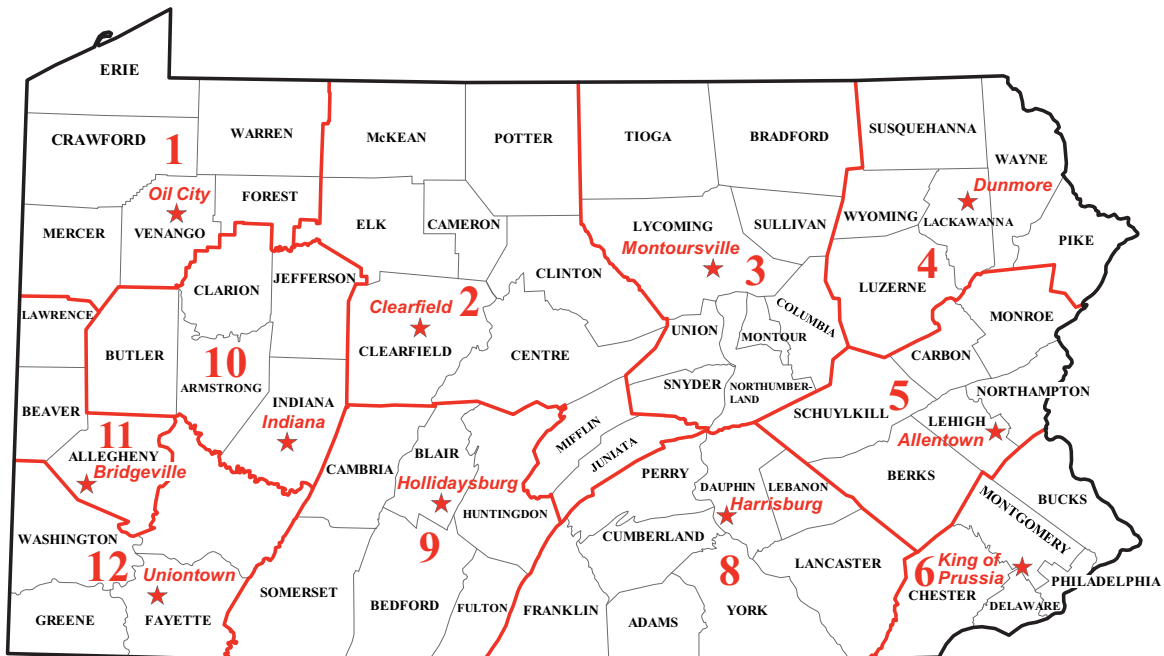 ERIE
CRAWFORD
1
WARREN
McKEAN
POTTER
TIOGA
BRADFORD
SUSQUEHANNA
WAYNE
Oil City
VENANGO
FOREST
MERCER
ELK
CAMERON
LYCOMING
Montoursville
SULLIVAN
WYOMING
Dunmore
LACKAWANNA
PIKE
3
4
LUZERNE
CLARION
JEFFERSON
CLINTON
Clearfield
2
CLEARFIELD
LAWRENCE
BUTLER
10
ARMSTRONG
CENTRE
UNION
MONTOUR
COLUMBIA
MONROE
CARBON
SNYDER
NORTHUMBER-
LAND
SCHUYLKILL
5
NORTHAMPTON
LEHIGH
Allentown
BEAVER
11
ALLEGHENY
Bridgeville
INDIANA
Indiana
CAMBRIA
BLAIR
Hollidaysburg
HUNTINGDON
MIFFLIN
JUNIATA
PERRY
DAUPHIN
Harrisburg
LEBANON
BERKS
MONTGOMERY
BUCKS
WASHINGTON
12
Uniontown
GREENE
FAYETTE
SOMERSET
9
BEDFORD
FULTON
FRANKLIN
CUMBERLAND
ADAMS
8
YORK
LANCASTER
6
King of
Prussia
CHESTER
DELAWARE
PHILADELPHIA